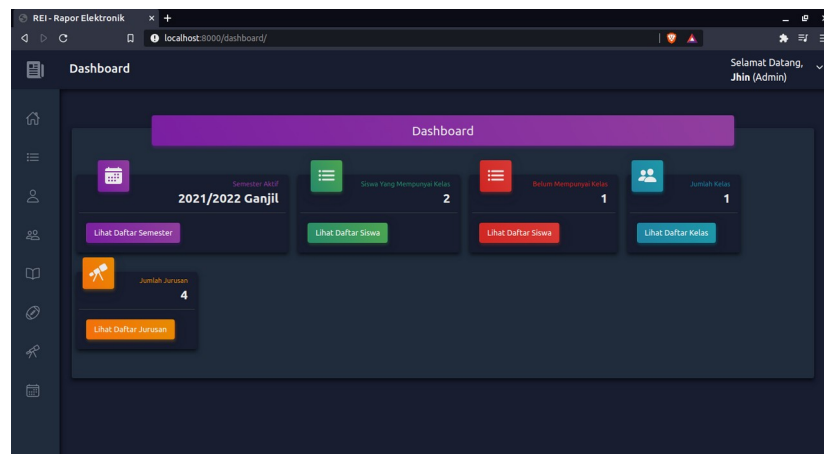 REI - Rapor Elektronik
localhost:8000/dashboard/
Dashboard
Selamat Datang,
Jhin (Admin)
Dashboard
Semester Aktif
2021/2022 Ganjil
Lihat Daftar Semester
Siswa Yang Mempunyai Kelas
2
Lihat Daftar Siswa
Belum Mempunyai Kelas
1
Lihat Daftar Siswa
Jumlah Kelas
1
Lihat Daftar Kelas
Jumlah Jurusan
4
Lihat Daftar Jurusan